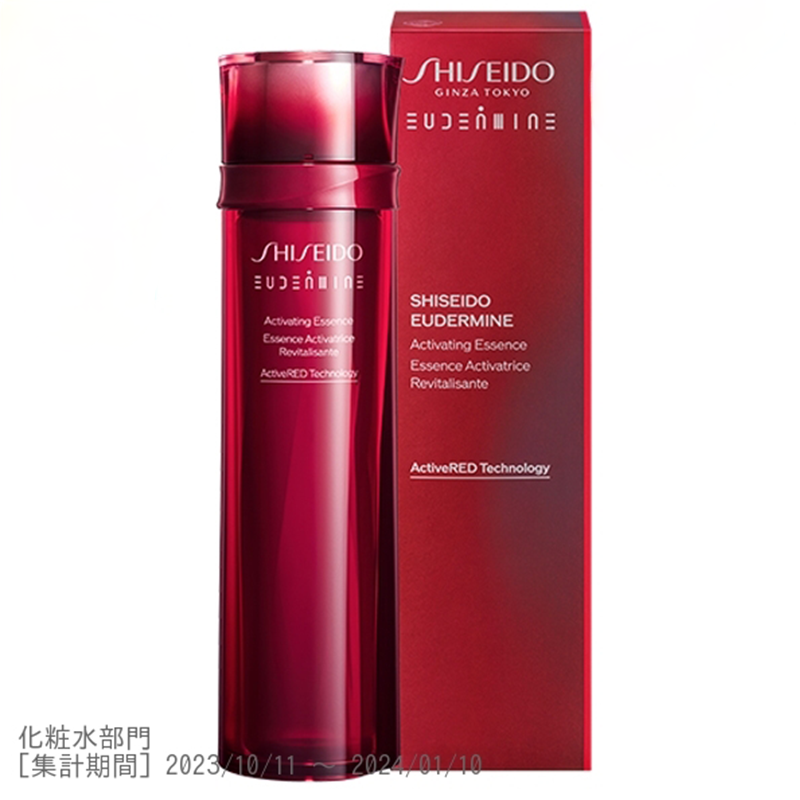 SHISEIDO
GINZA TOKYO
EUDERMINE
SHISEIDO
EUDERMINE
Activating Essence
Essence Activatrice
Revitalisante
ActiveRED Technology
SHISEIDO
EUDERMINE
Activating Essence
Essence Activatrice
Revitalisante
ActiveRED Technology
化粧水部門
[集計期間] 2023/10/11 ～ 2024/01/10